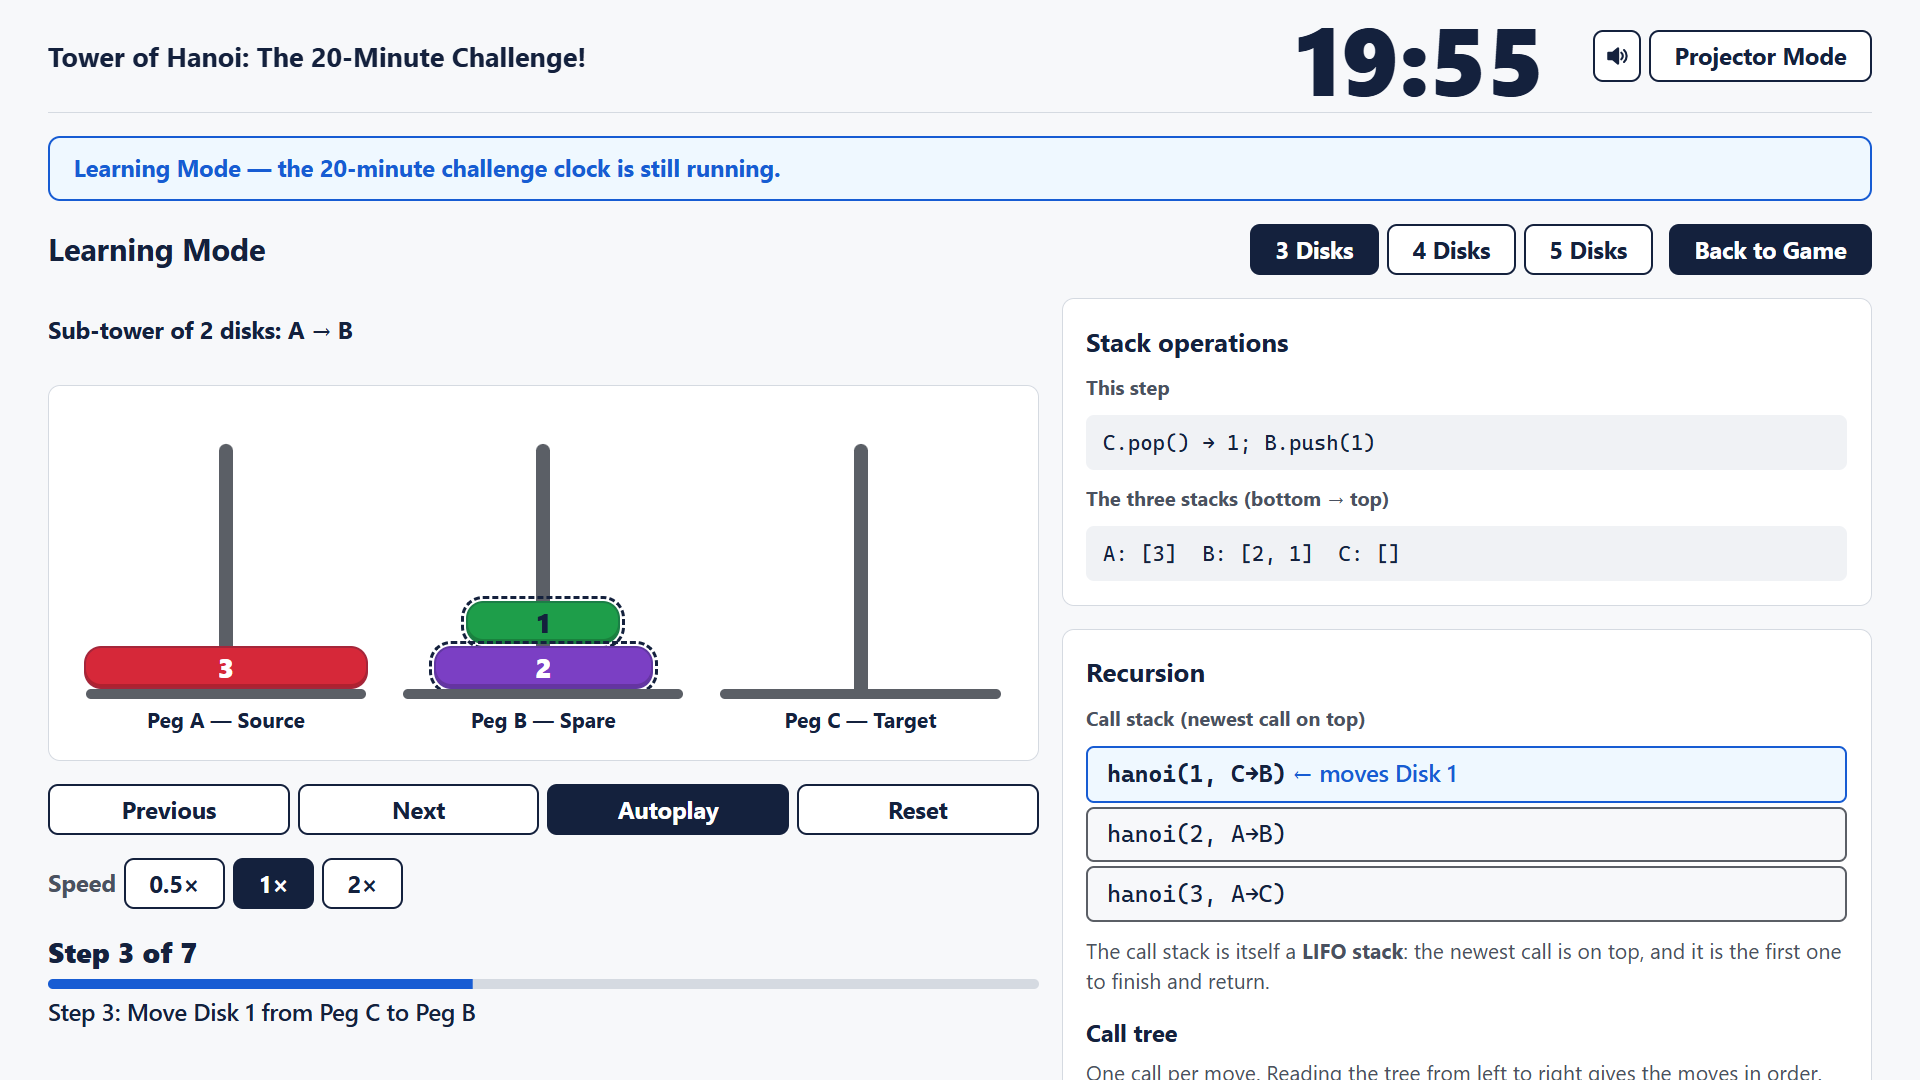 Tower of Hanoi: The 20-Minute Challenge!
19:55
Projector Mode
Learning Mode — the 20-minute challenge clock is still running.
Learning Mode
3 Disks
4 Disks
5 Disks
Back to Game
Sub-tower of 2 disks: A → B
1
3
2
Peg A — Source
Peg B — Spare
Peg C — Target
Previous
Next
Autoplay
Reset
Speed
0.5×
1×
2×
Step 3 of 7
Step 3: Move Disk 1 from Peg C to Peg B
Stack operations
This step
C.pop() → 1; B.push(1)
The three stacks (bottom → top)
A: [3]  B: [2, 1]  C: []
Recursion
Call stack (newest call on top)
hanoi(1, C→B) ← moves Disk 1
hanoi(2, A→B)
hanoi(3, A→C)
The call stack is itself a LIFO stack: the newest call is on top, and it is the first one
to finish and return.
Call tree
One call per move. Reading the tree from left to right gives the moves in order.